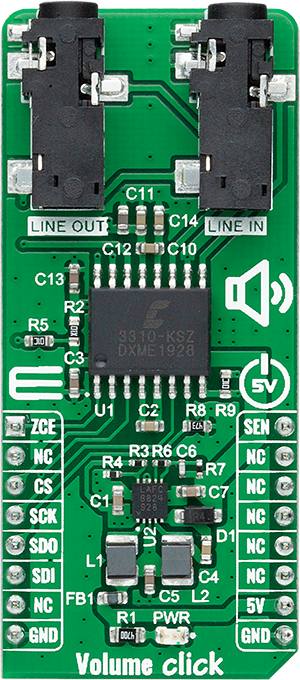 LINE OUT LINE IN
C11
C14
C12 C10
C13
R2
R5
3310-KSZ
DXME1928
C3
5V
U1 C2 R8 R9
ZCE SEN
R3 R6 C6
NC NC
R4 R7
CS C1 C7 NC
LAFC
SCK NC
U2
D1
SDO NC
L1
SDI C4 NC
C5 L2
NC FB1 5V
R1 PWR
GND GND
Volume click